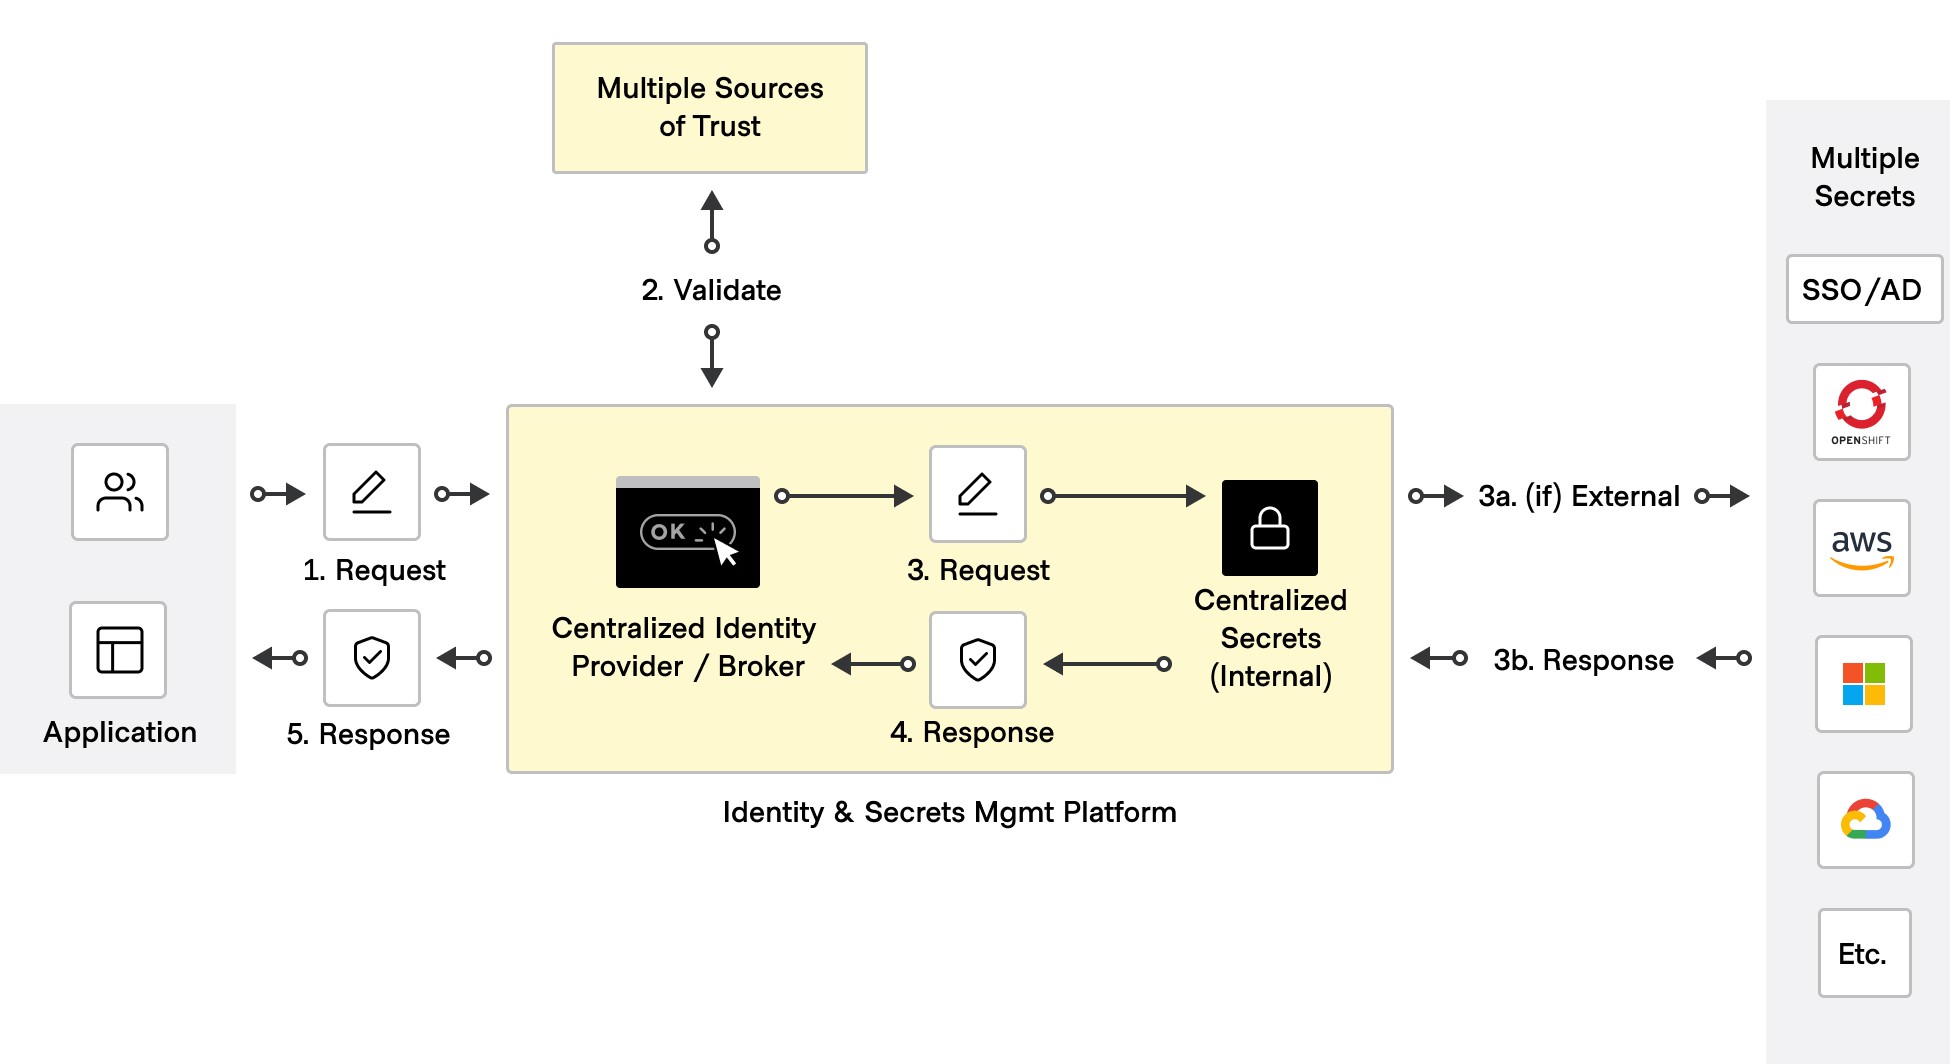 Multiple Sources
of Trust
2. Validate
Application
1. Request
5. Response
OK
Centralized Identity
Provider / Broker
3. Request
4. Response
Centralized
Secrets
(Internal)
Identity & Secrets Mgmt Platform
3a. (if) External
3b. Response
Multiple
Secrets
SSO/AD
OPENSHIFT
aws
Etc.